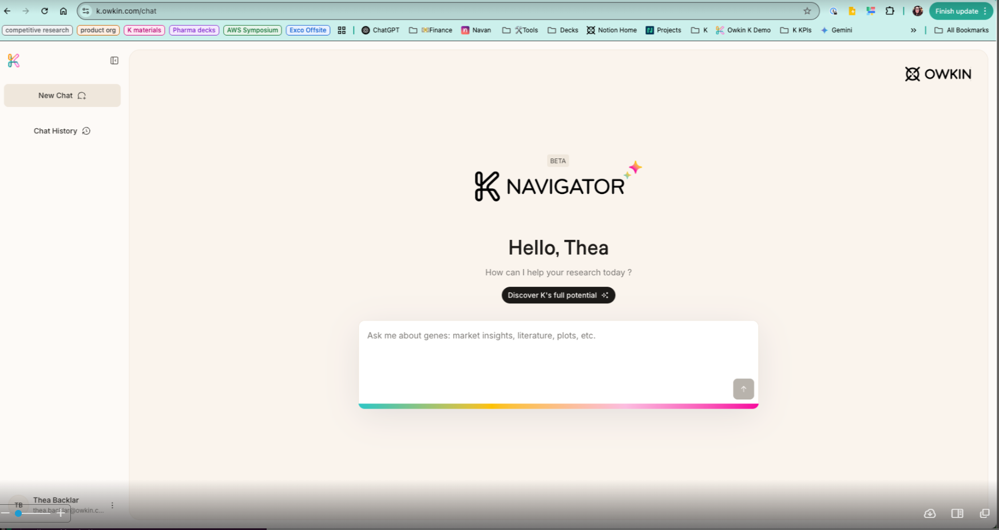 k.owkin.com/chat
Finish update
competitive research product org K materials Pharma decks AWS Symposium Exco Offsite ChatGPT Finance Navan Tools Decks Notion Home Projects K Owkin K Demo K KPIs Gemini » All Bookmarks
OWKIN
New Chat
Chat History
BETA
K NAVIGATOR
Hello, Thea
How can I help your research today ?
Discover K's full potential
Ask me about genes: market insights, literature, plots, etc.
TB
Thea Backlar
thea.backlar@owkin.c...